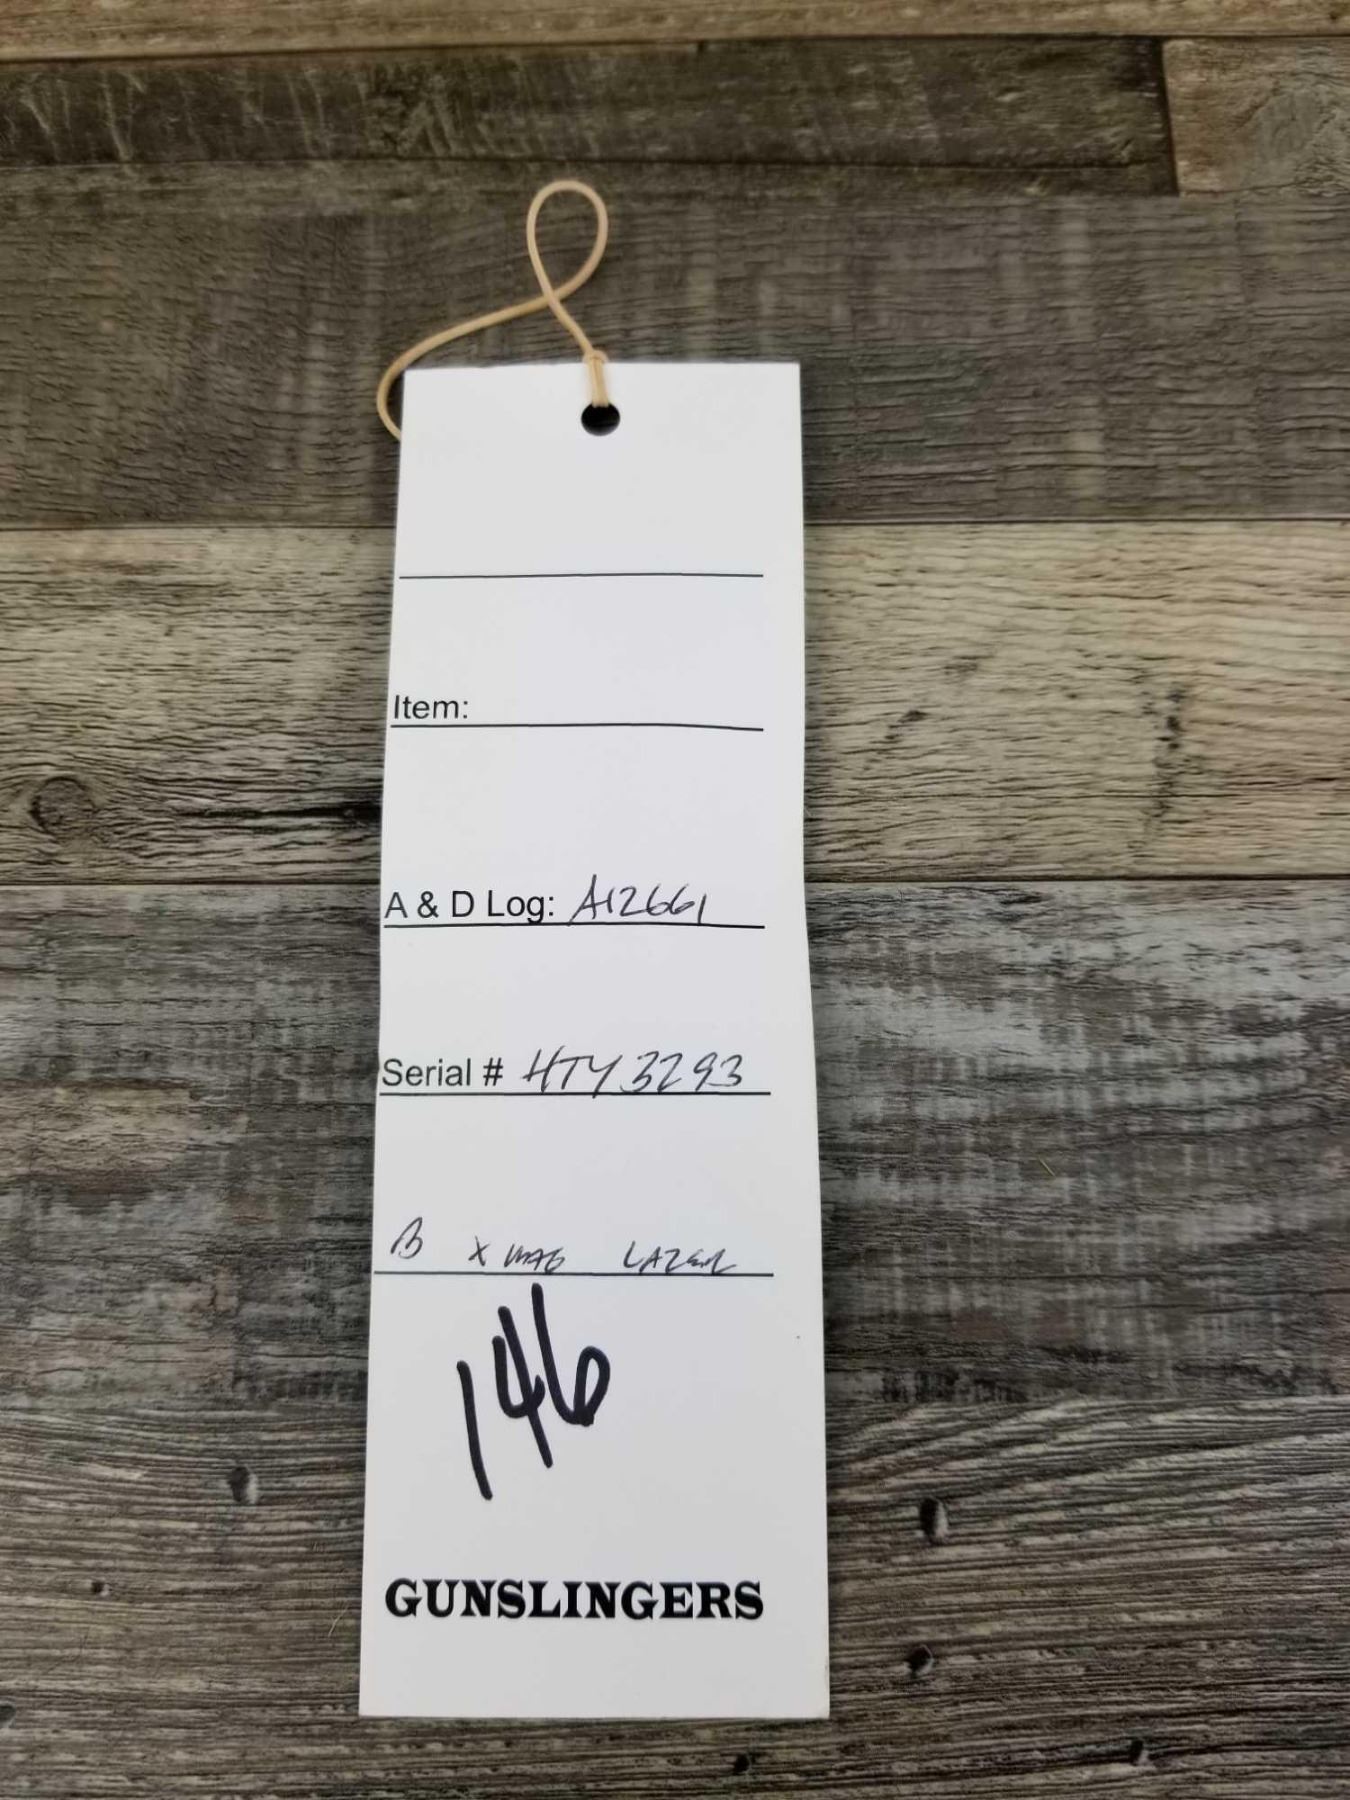 Item:
A & D Log: A12661
Serial # HTY3293
B X MAG LAZER
146
GUNSLINGERS